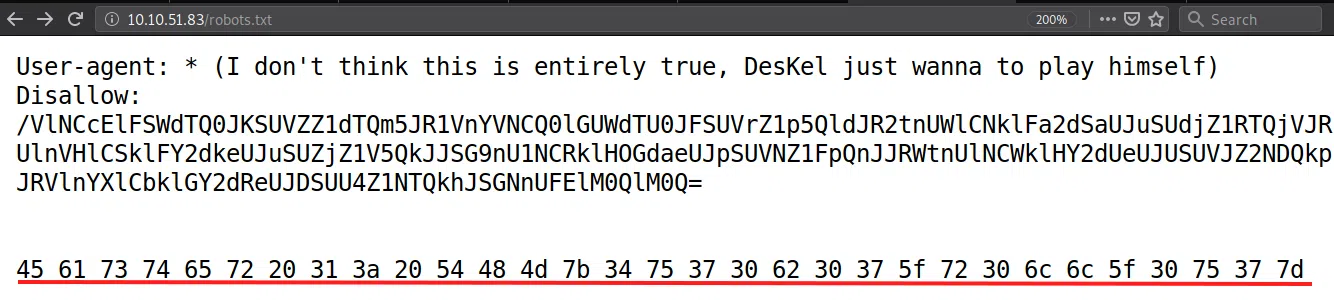 10.10.51.83/robots.txt 200% Search
User-agent: * (I don't think this is entirely true, DesKel just wanna to play himself)
Disallow:
/VlNCcElFSWdTQ0JKSUVZZ1dTQm5JR1VnYVNCQ0lGUWdTU0JFSUVrZ1p5QldJR2tnUWlCNklFa2dSaUJuSUdjZ1RTQjVJR
UlnVHlCSklFY2dkeUJuSUZjZ1V5QkJJSG9nU1NCRklHOGdaeUJpSUVNZ1FpQnJJRWtnUlNCWklHY2dUeUJUSUVJZ2NDQkp
JRVlnYXlCbklGY2dReUJDSUU4Z1NTQkhJSGNnUFElM0QlM0Q=
45 61 73 74 65 72 20 31 3a 20 54 48 4d 7b 34 75 37 30 62 30 37 5f 72 30 6c 6c 5f 30 75 37 7d